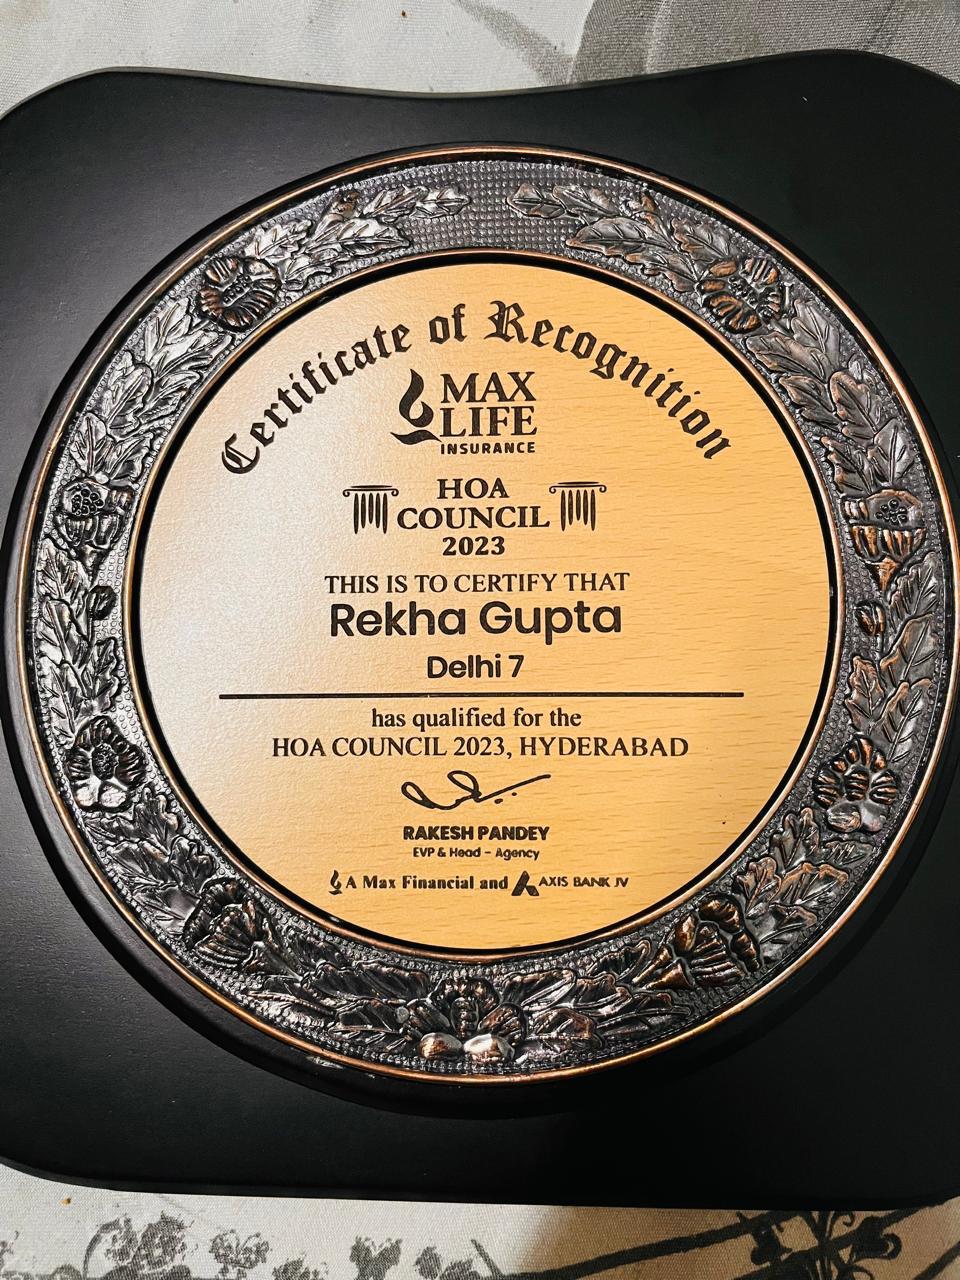 Certificate of Recognition
MAX
LIFE
INSURANCE
HOA
COUNCIL
2023
THIS IS TO CERTIFY THAT
Rekha Gupta
Delhi 7
has qualified for the
HOA COUNCIL 2023, HYDERABAD
RAKESH PANDEY
EVP & Head - Agency
A Max Financial and AXIS BANK JV